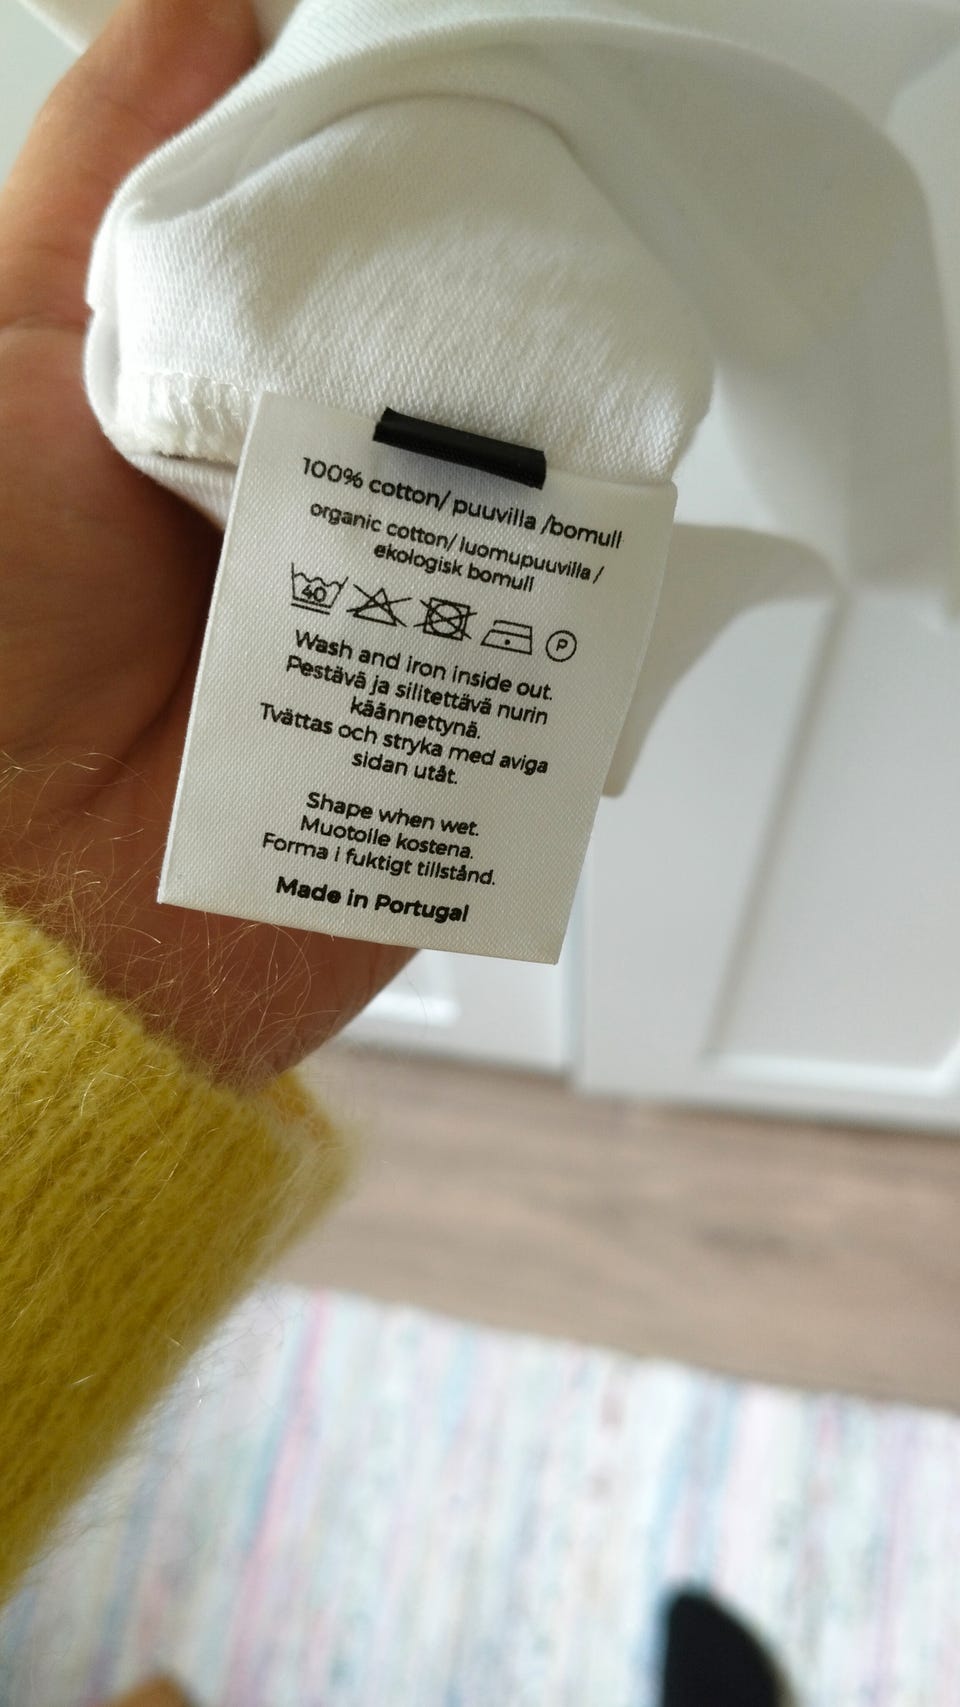 100% cotton/ puuvilla /bomull
organic cotton/ luomupuuvilla /
ekologisk bomull
40 P
Wash and iron inside out.
Pestävä ja silitettävä nurin
käännettynä.
Tvättas och stryka med aviga
sidan utåt.
Shape when wet.
Muotoile kostena.
Forma i fuktigt tillstånd.
Made in Portugal